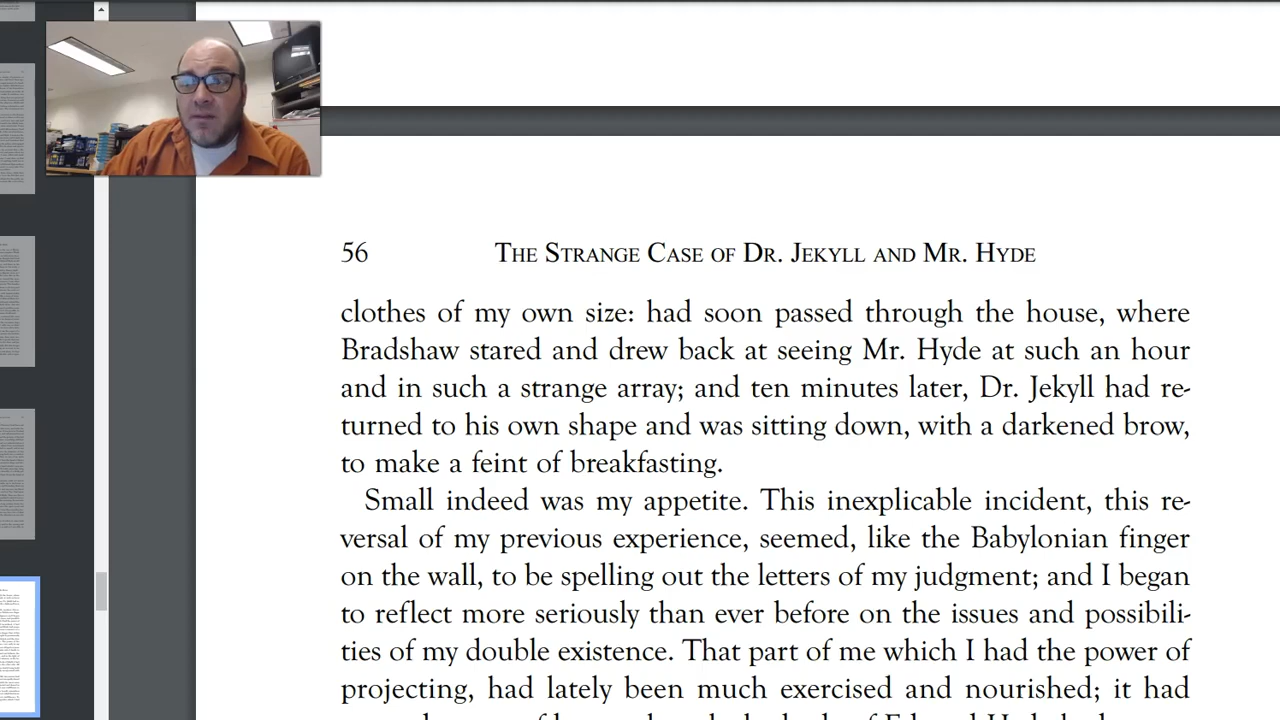 56 THE STRANGE CASE OF DR. JEKYLL AND MR. HYDE
clothes of my own size: had soon passed through the house, where
Bradshaw stared and drew back at seeing Mr. Hyde at such an hour
and in such a strange array; and ten minutes later, Dr. Jekyll had re-
turned to his own shape and was sitting down, with a darkened brow,
to make a feint of breakfasting.
Small indeed was my appetite. This inexplicable incident, this re-
versal of my previous experience, seemed, like the Babylonian finger
on the wall, to be spelling out the letters of my judgment; and I began
to reflect more seriously than ever before on the issues and possibili-
ties of my double existence. That part of me which I had the power of
projecting, had lately been much exercised and nourished; it had